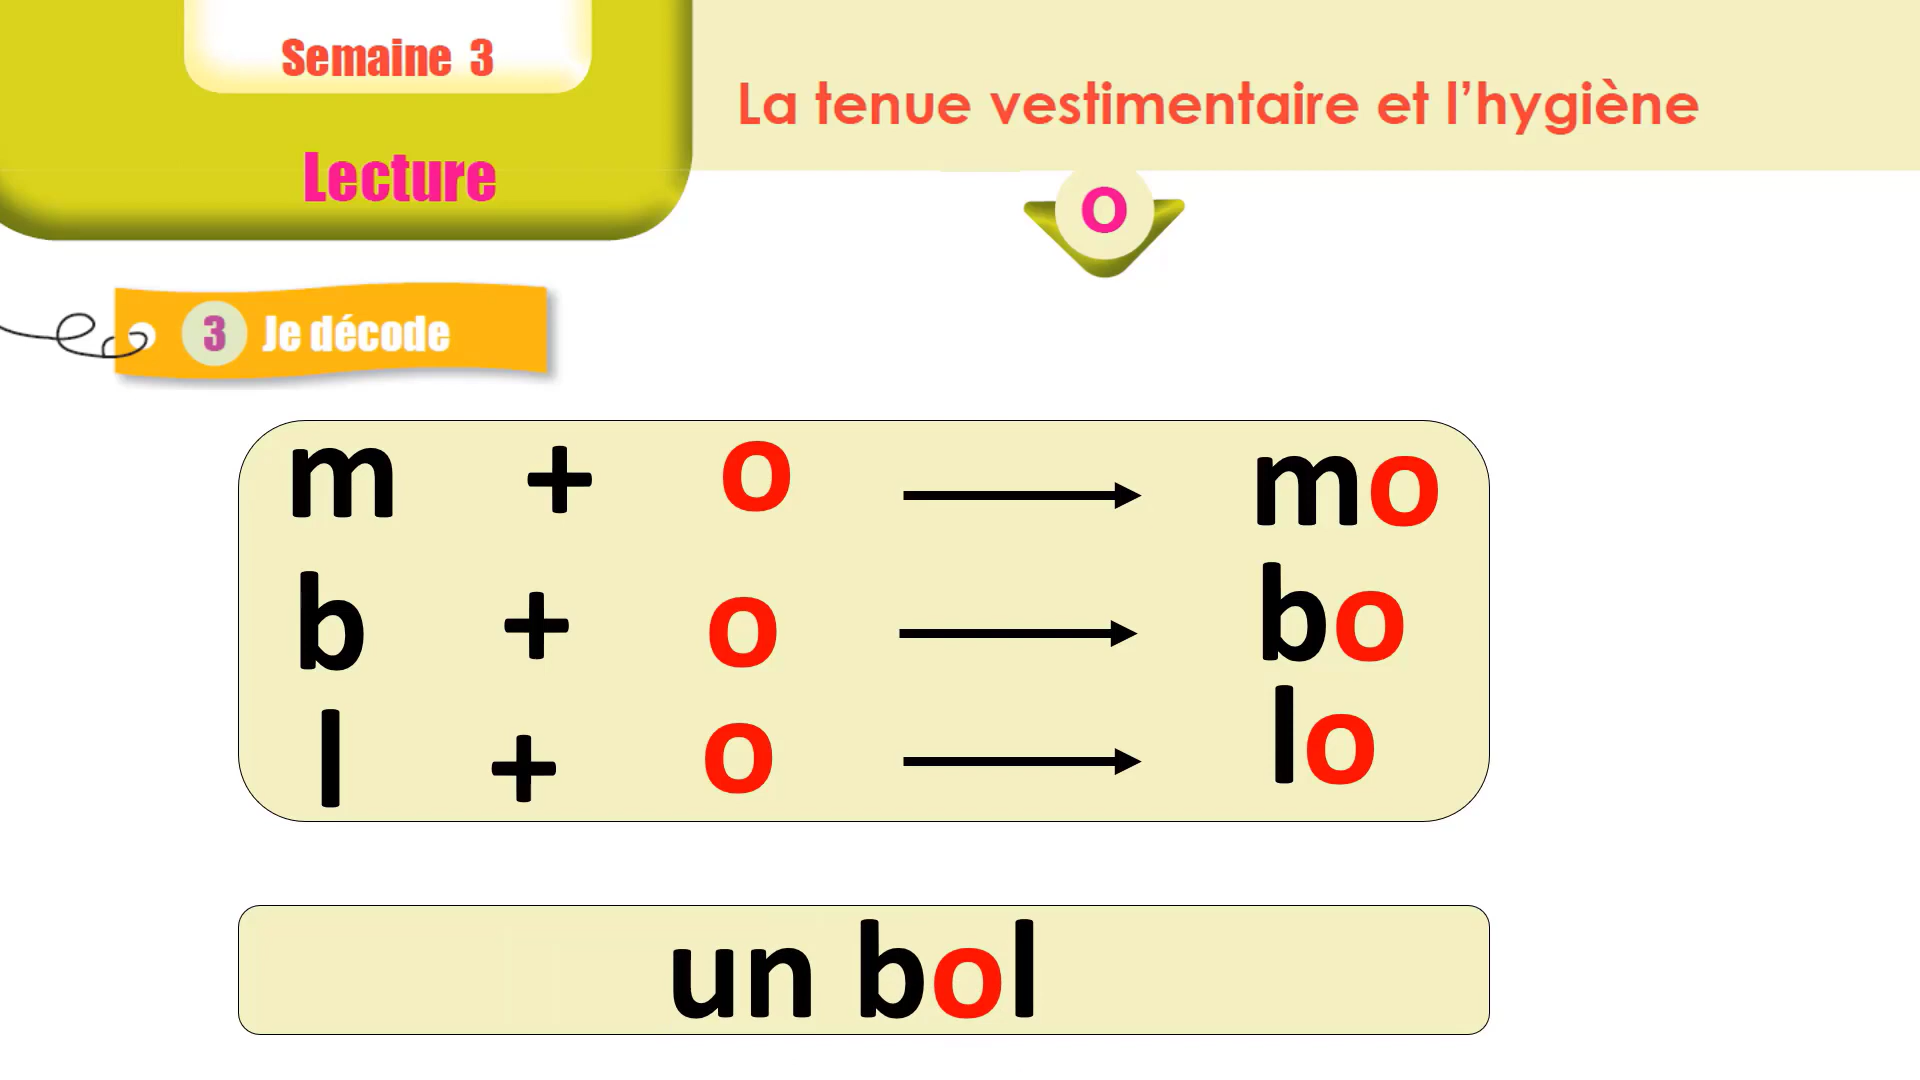 Semaine 3
La tenue vestimentaire et l’hygiène
Lecture
o
3 Je décode
m + o mo
b + o bo
l + o lo
un bol